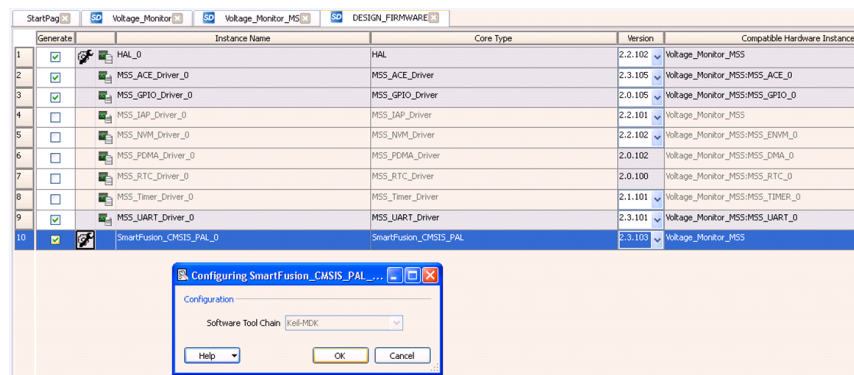 StartPag SD Voltage_Monitor SD Voltage_Monitor_MS SD DESIGN_FIRMWARE
Generate Instance Name Core Type Version Compatible Hardware Instance
1 HAL_0 HAL 2.2.102 Voltage_Monitor_MSS
2 MSS_ACE_Driver_0 MSS_ACE_Driver 2.3.105 Voltage_Monitor_MSS:MSS_ACE_0
3 MSS_GPIO_Driver_0 MSS_GPIO_Driver 2.0.105 Voltage_Monitor_MSS:MSS_GPIO_0
4 MSS_IAP_Driver_0 MSS_IAP_Driver 2.2.101 Voltage_Monitor_MSS
5 MSS_NVM_Driver_0 MSS_NVM_Driver 2.2.102 Voltage_Monitor_MSS:MSS_ENVM_0
6 MSS_PDMA_Driver_0 MSS_PDMA_Driver 2.0.102 Voltage_Monitor_MSS:MSS_DMA_0
7 MSS_RTC_Driver_0 MSS_RTC_Driver 2.0.100 Voltage_Monitor_MSS:MSS_RTC_0
8 MSS_Timer_Driver_0 MSS_Timer_Driver 2.1.101 Voltage_Monitor_MSS:MSS_TIMER_0
9 MSS_UART_Driver_0 MSS_UART_Driver 2.3.101 Voltage_Monitor_MSS:MSS_UART_0
10 SmartFusion_CMSIS_PAL_0 SmartFusion_CMSIS_PAL 2.3.103 Voltage_Monitor_MSS
Configuring SmartFusion_CMSIS_PAL_...
Configuration
Software Tool Chain Keil-MDK
Help OK Cancel